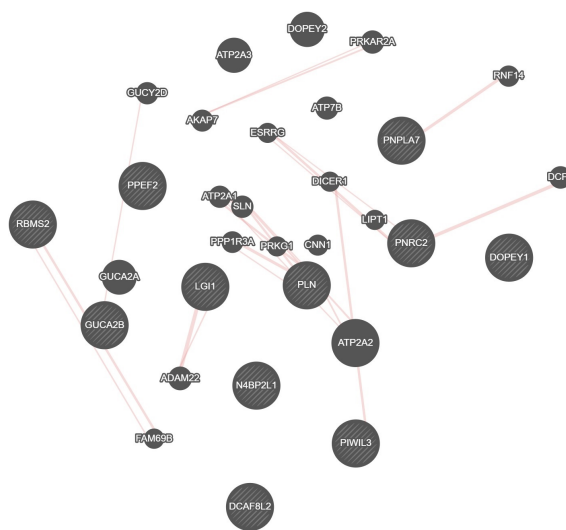 DOPEY2
PRKAR2A
ATP2A3
RNF14
GUCY2D
ATP7B
AKAP7
ESRRG
PNPLA7
DICER1
DCP
PPEF2
ATP2A1
SLN
LIPT1
RBMS2
PPP1R3A
PRKG1
CNN1
PNRC2
DOPEY1
GUCA2A
LGI1
PLN
GUCA2B
ATP2A2
ADAM22
N4BP2L1
FAM69B
PIWIL3
DCAF8L2